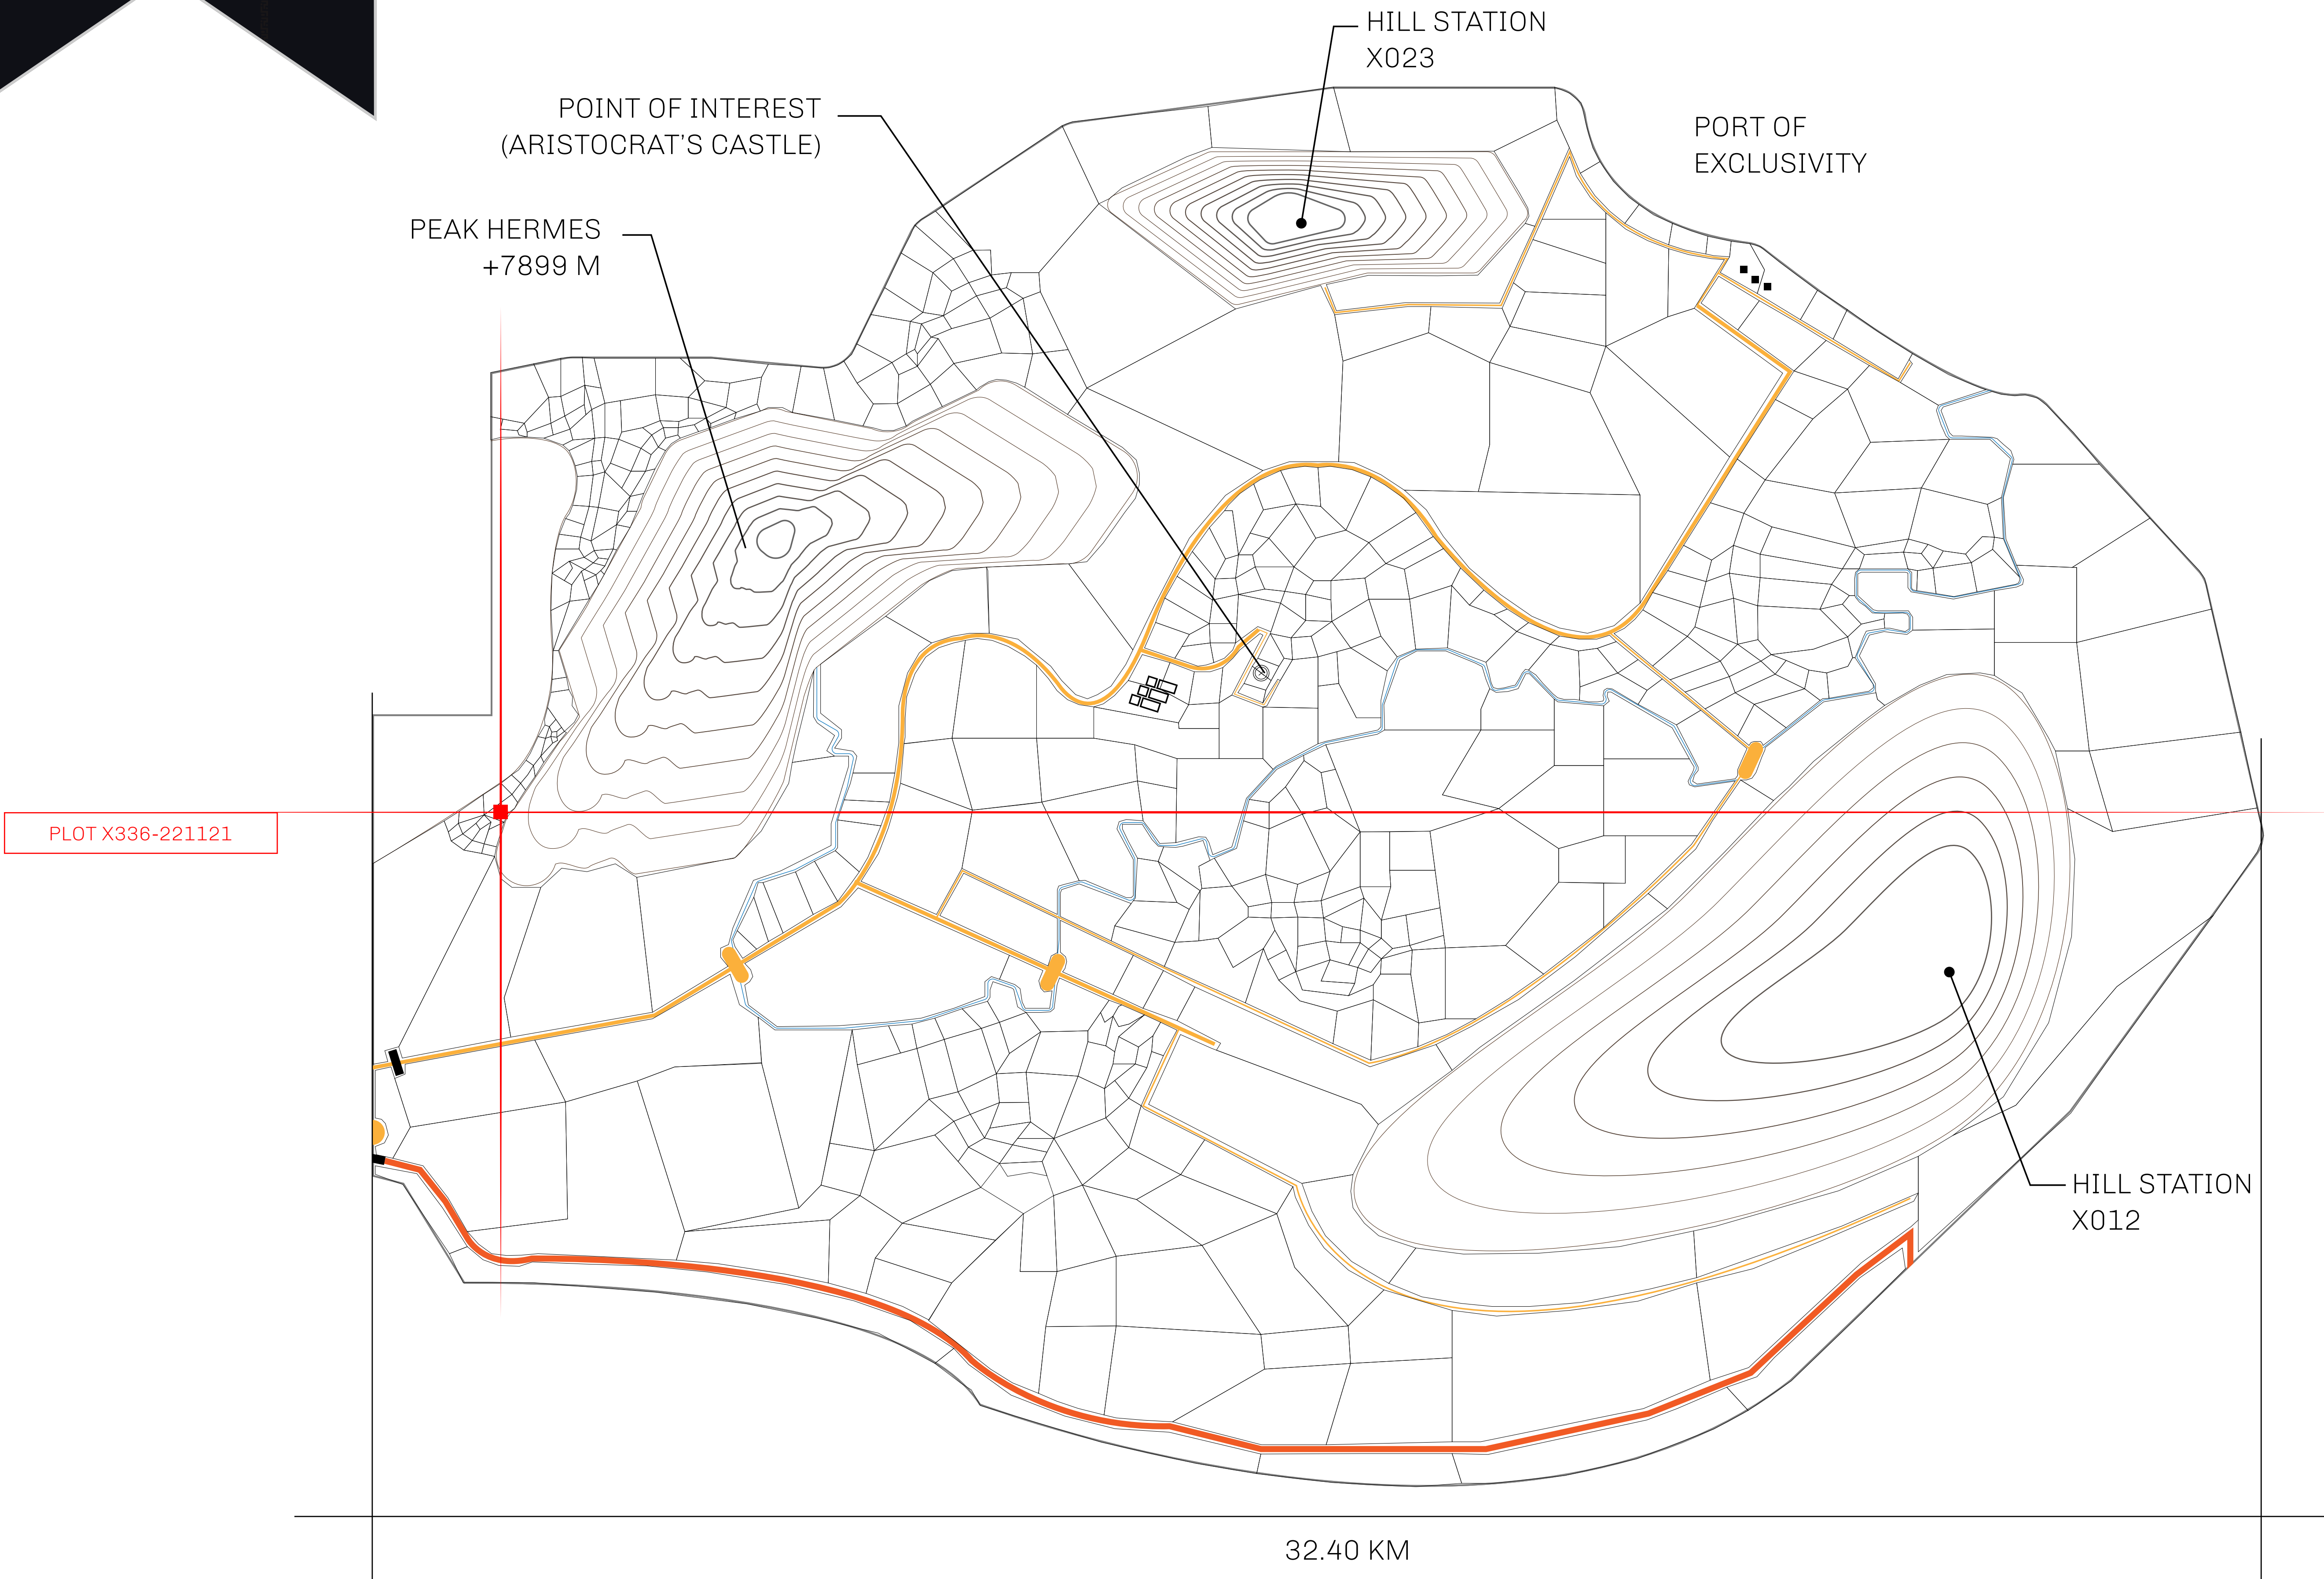 HILL STATION
X023
POINT OF INTEREST
(ARISTOCRAT'S CASTLE)
PORT OF
EXCLUSIVITY
PEAK HERMES
+7899 M
PLOT X336-221121
HILL STATION
X012
32.40 KM